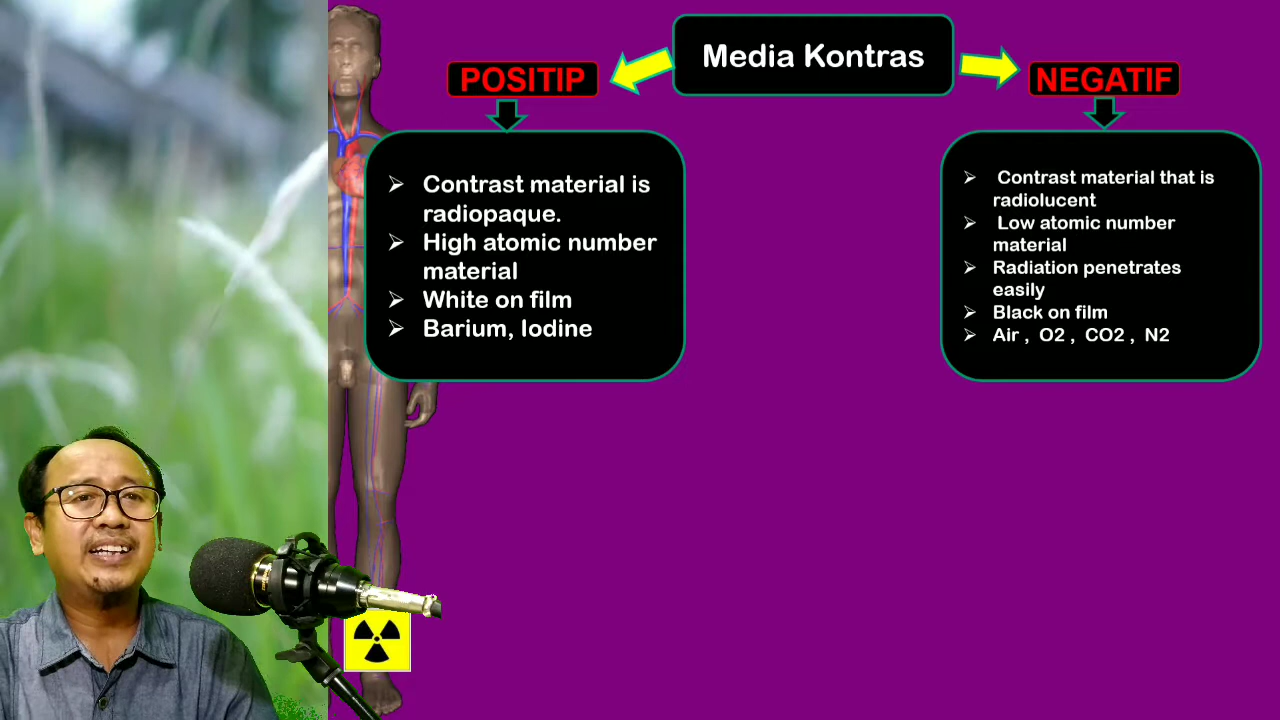 Media Kontras
POSITIP
NEGATIF
➢ Contrast material is
radiopaque.
➢ High atomic number
material
➢ White on film
➢ Barium, Iodine
➢ Contrast material that is
radiolucent
➢ Low atomic number
material
➢ Radiation penetrates
easily
➢ Black on film
➢ Air , O2 , CO2 , N2